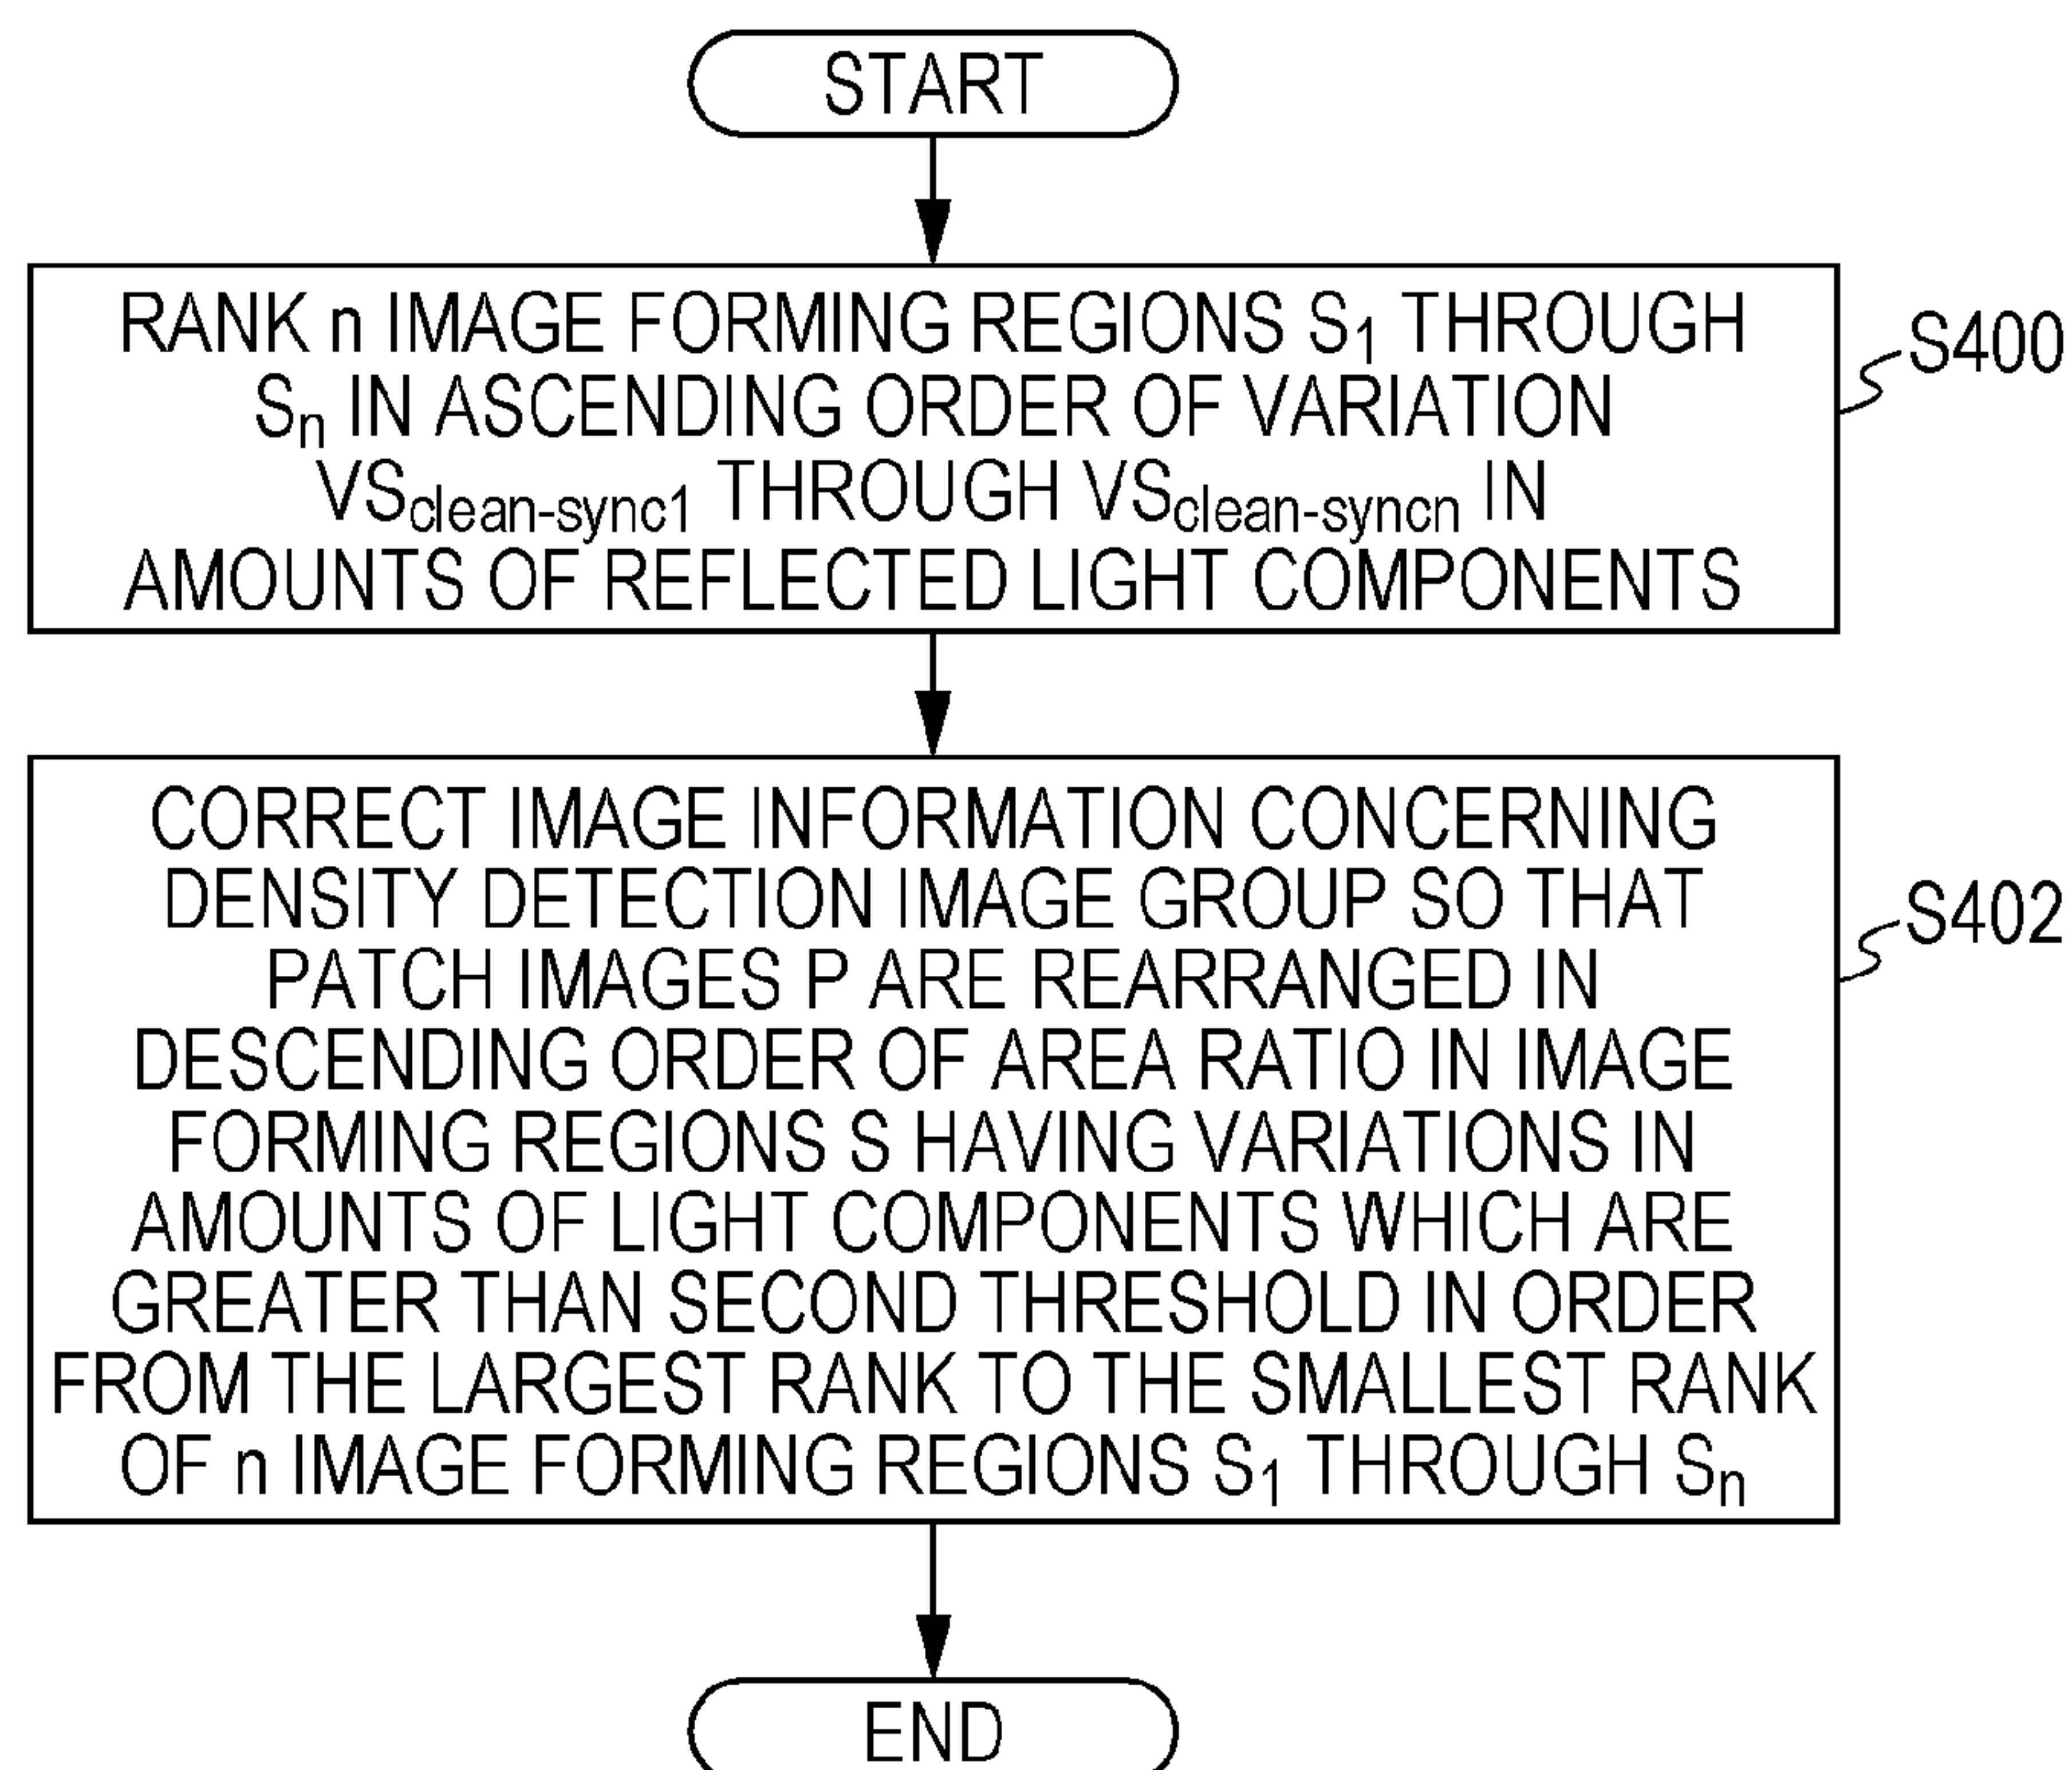 START
RANK n IMAGE FORMING REGIONS S1 THROUGH
Sn IN ASCENDING ORDER OF VARIATION
VSclean-sync1 THROUGH VSclean-syncn IN
AMOUNTS OF REFLECTED LIGHT COMPONENTS
S400
CORRECT IMAGE INFORMATION CONCERNING
DENSITY DETECTION IMAGE GROUP SO THAT
PATCH IMAGES P ARE REARRANGED IN
DESCENDING ORDER OF AREA RATIO IN IMAGE
FORMING REGIONS S HAVING VARIATIONS IN
AMOUNTS OF LIGHT COMPONENTS WHICH ARE
GREATER THAN SECOND THRESHOLD IN ORDER
FROM THE LARGEST RANK TO THE SMALLEST RANK
OF n IMAGE FORMING REGIONS S1 THROUGH Sn
S402
END